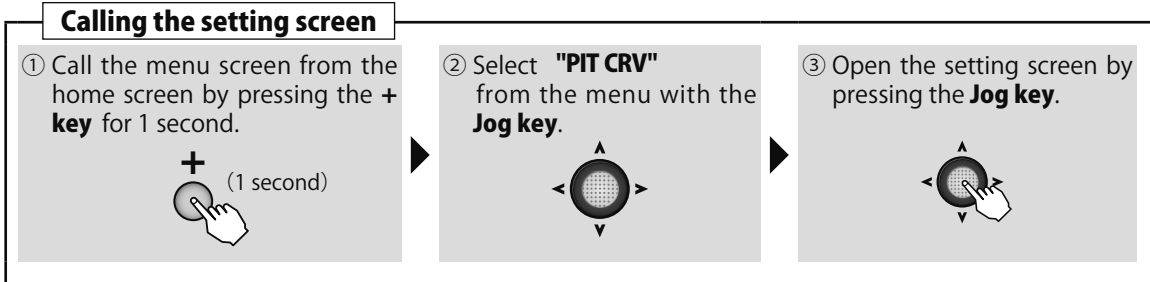 Calling the setting screen
① Call the menu screen from the
home screen by pressing the +
key for 1 second.
+
(1 second)
② Select "PIT CRV"
from the menu with the
Jog key.
③ Open the setting screen by
pressing the Jog key.